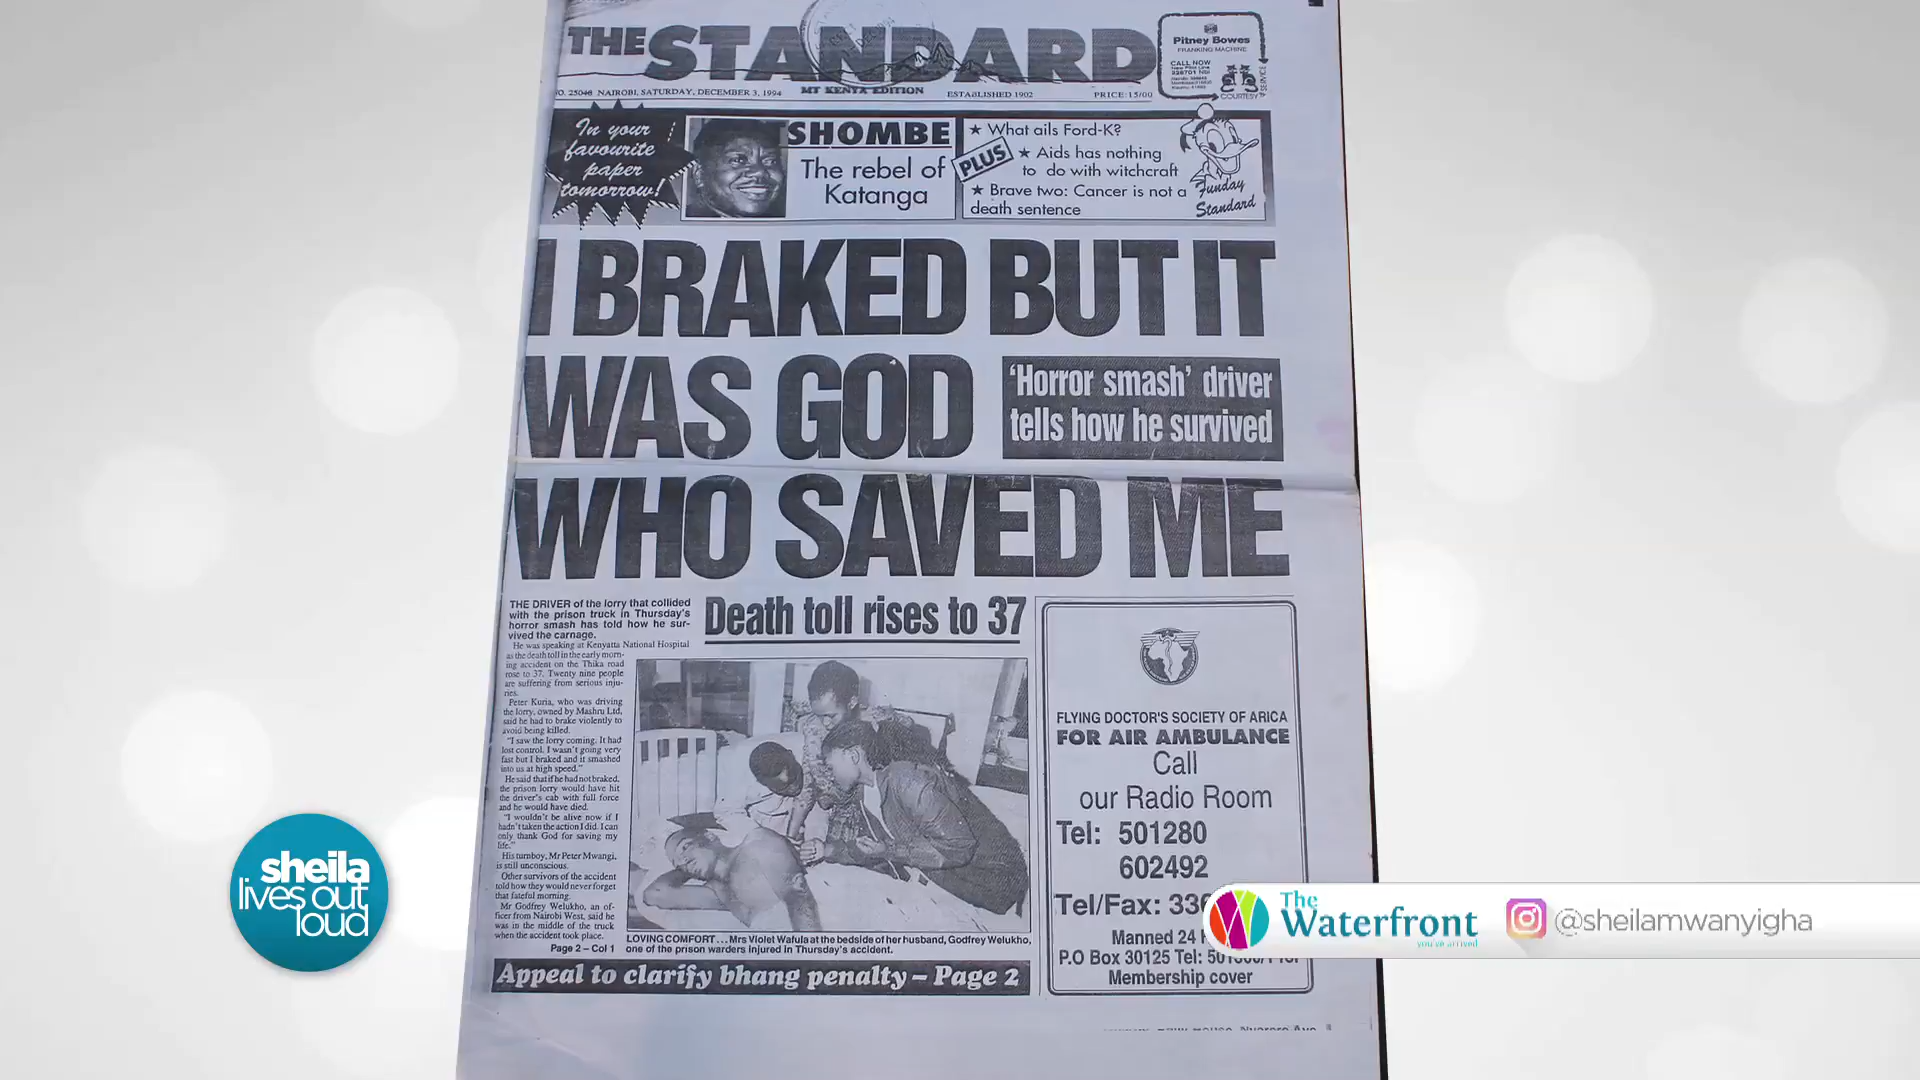 THE STANDARD
Pitney Bowes
FRANKING MACHINE
CALL NOW
COURTESY
SERVICE
NAIROBI, SATURDAY, DECEMBER 3, 1994
MT KENYA EDITION
ESTABLISHED 1902
PRICE: 15/00
In your
favourite
paper
tomorrow!
SHOMBE
The rebel of
Katanga
PLUS
★ What ails Ford-K?
★ Aids has nothing
to do with witchcraft
★ Brave two: Cancer is not a
death sentence
Funday
Standard
I BRAKED BUT IT
WAS GOD
'Horror smash' driver
tells how he survived
WHO SAVED ME
THE DRIVER of the lorry that collided
with the prison truck in Thursday's
horror smash has told how he sur-
vived the carnage.
He was speaking at Kenyatta National Hospital
as the death toll in the early morn-
ing accident on the Thika road
rose to 37. Twenty nine people
are suffering from serious inju-
ries.
Peter Kuria, who was driving
the lorry, owned by Mashru Ltd,
said he had to brake violently to
avoid being killed.
"I saw the lorry coming. It had
lost control. I wasn't going very
fast but I braked and it smashed
into us at high speed."
He said that if he had not braked,
the prison lorry would have hit
the driver's cab with full force
and he would have died.
"I wouldn't be alive now if I
hadn't taken the action I did. I can
only thank God for saving my
life."
His turnboy, Mr Peter Mwangi,
is still unconscious.
Other survivors of the accident
told how they would never forget
that fateful morning.
Mr Godfrey Welukho, an of-
ficer from Nairobi West, said he
was in the middle of the truck
when the accident took place.
Page 2 – Col 1
Death toll rises to 37
LOVING COMFORT . . . Mrs Violet Wafula at the bedside of her husband, Godfrey Welukho,
one of the prison warders injured in Thursday's accident.
Appeal to clarify bhang penalty – Page 2
FLYING DOCTOR'S SOCIETY OF ARICA
FOR AIR AMBULANCE
Call
our Radio Room
Tel: 501280
602492
Tel/Fax: 336
Manned 24
P.O Box 30125 Tel:
Membership cover
sheila
lives out
loud
The
Waterfront
you've arrived
@sheilamwanyigha